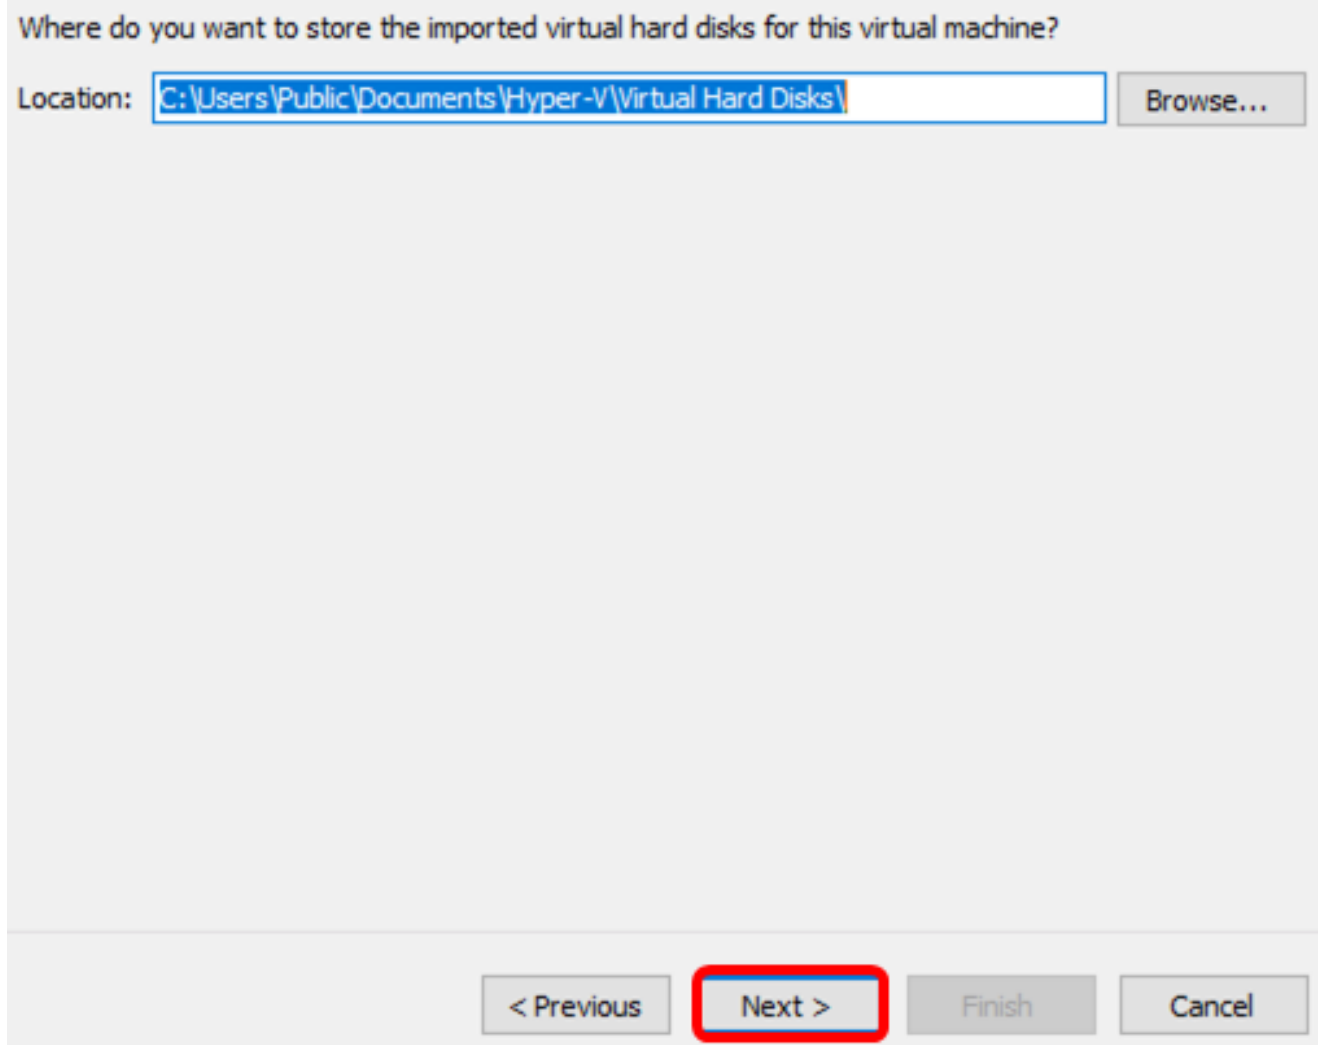 Where do you want to store the imported virtual hard disks for this virtual machine?
Location: C:\Users\Public\Documents\Hyper-V\Virtual Hard Disks\ Browse...
< Previous Next > Finish Cancel